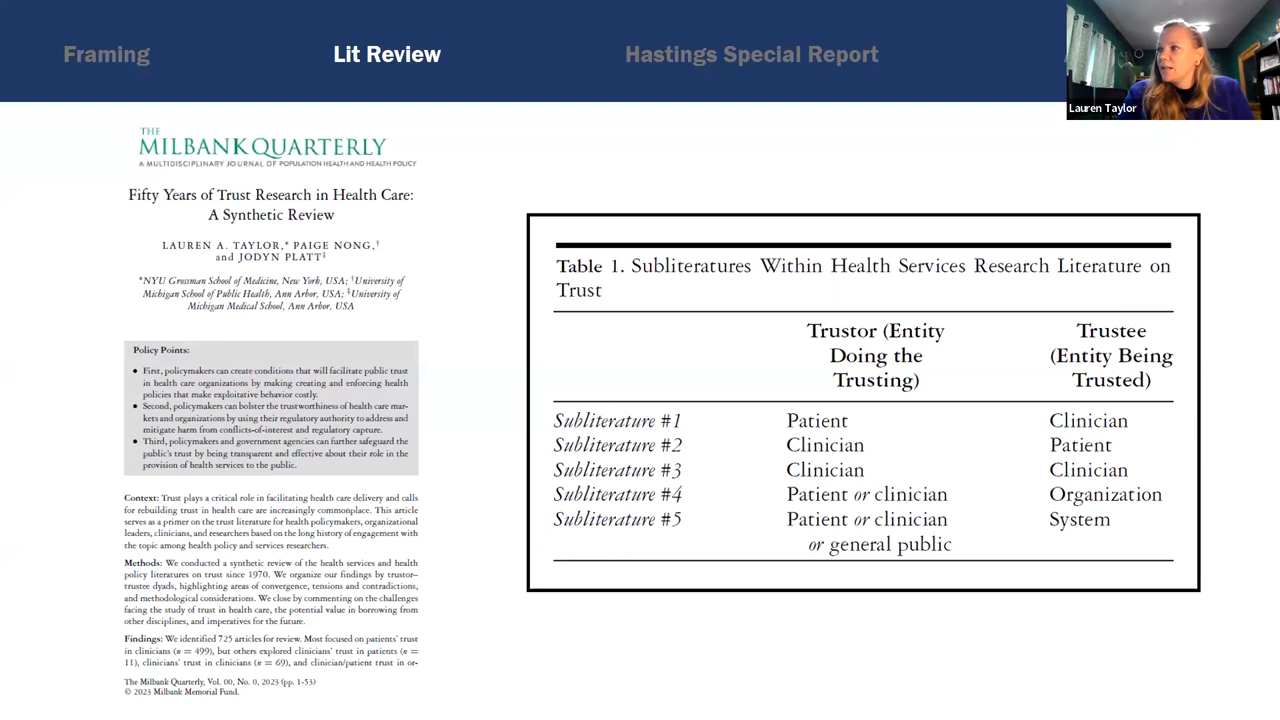 Framing
Lit Review
Hastings Special Report
Lauren Taylor
THE
MILBANK QUARTERLY
A MULTIDISCIPLINARY JOURNAL OF POPULATION HEALTH AND HEALTH POLICY
Fifty Years of Trust Research in Health Care:
A Synthetic Review
LAUREN A. TAYLOR,* PAIGE NONG,†
and JODYN PLATT‡
*NYU Grossman School of Medicine, New York, USA; †University of
Michigan School of Public Health, Ann Arbor, USA; ‡University of
Michigan Medical School, Ann Arbor, USA
Policy Points:
• First, policymakers can create conditions that will facilitate public trust
in health care organizations by making creating and enforcing health
policies that make exploitative behavior costly.
• Second, policymakers can bolster the trustworthiness of health care mar-
kets and organizations by using their regulatory authority to address and
mitigate harm from conflicts-of-interest and regulatory capture.
• Third, policymakers and government agencies can further safeguard the
public's trust by being transparent and effective about their role in the
provision of health services to the public.
Context: Trust plays a critical role in facilitating health care delivery and calls
for rebuilding trust in health care are increasingly commonplace. This article
serves as a primer on the trust literature for health policymakers, organizational
leaders, clinicians, and researchers based on the long history of engagement with
the topic among health policy and services researchers.
Methods: We conducted a synthetic review of the health services and health
policy literatures on trust since 1970. We organize our findings by trustor–
trustee dyads, highlighting areas of convergence, tensions and contradictions,
and methodological considerations. We close by commenting on the challenges
facing the study of trust in health care, the potential value in borrowing from
other disciplines, and imperatives for the future.
Findings: We identified 725 articles for review. Most focused on patients' trust
in clinicians (n = 499), but others explored clinicians' trust in patients (n =
11), clinicians' trust in clinicians (n = 69), and clinician/patient trust in or-
The Milbank Quarterly, Vol. 00, No. 0, 2023 (pp. 1-53)
© 2023 Milbank Memorial Fund.
Table 1. Subliteratures Within Health Services Research Literature on
Trust
Trustor (Entity Doing the Trusting)
Trustee (Entity Being Trusted)
Subliterature #1 Patient Clinician
Subliterature #2 Clinician Patient
Subliterature #3 Clinician Clinician
Subliterature #4 Patient or clinician Organization
Subliterature #5 Patient or clinician System
or general public